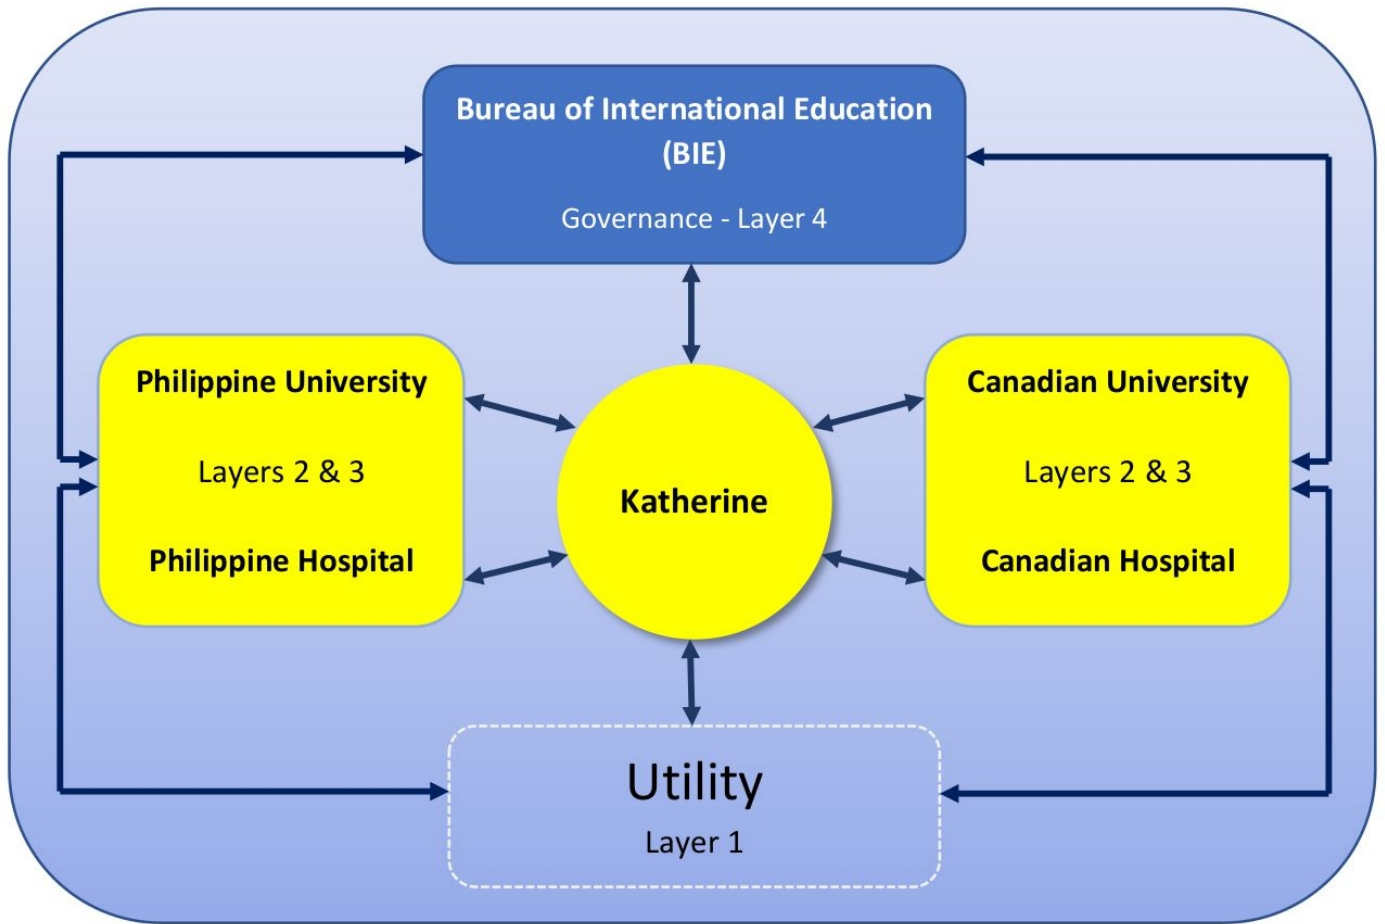 Bureau of International Education
(BIE)
Governance - Layer 4
Philippine University
Layers 2 & 3
Philippine Hospital
Katherine
Canadian University
Layers 2 & 3
Canadian Hospital
Utility
Layer 1